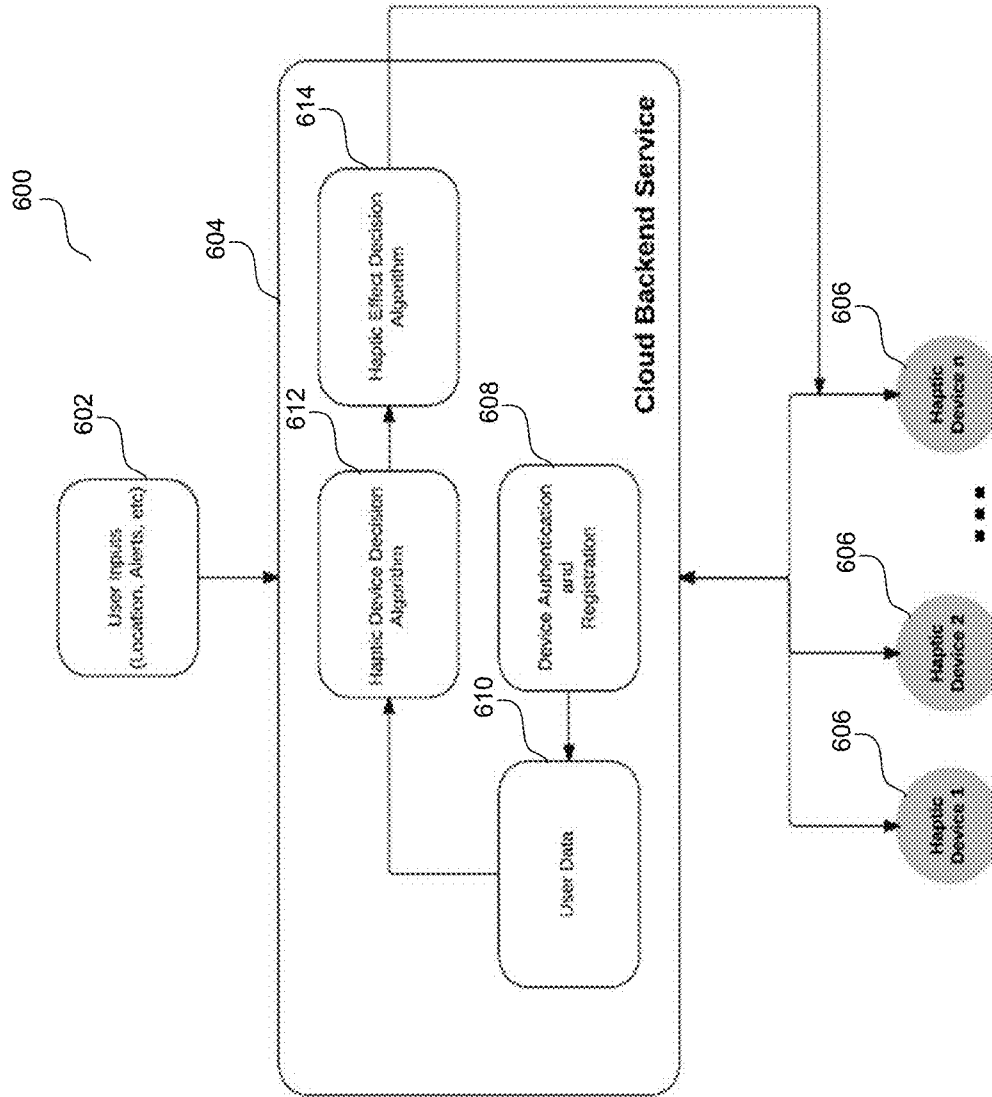 600
602
User Inputs
(Location, Alerts, etc)
604
612
Haptic Device Decision
Algorithm
614
Haptic Effect Decision
Algorithm
610
User Data
608
Device Authentication
and
Registration
Cloud Backend Service
606
Haptic
Device 1
606
Haptic
Device 2
606
Haptic
Device n